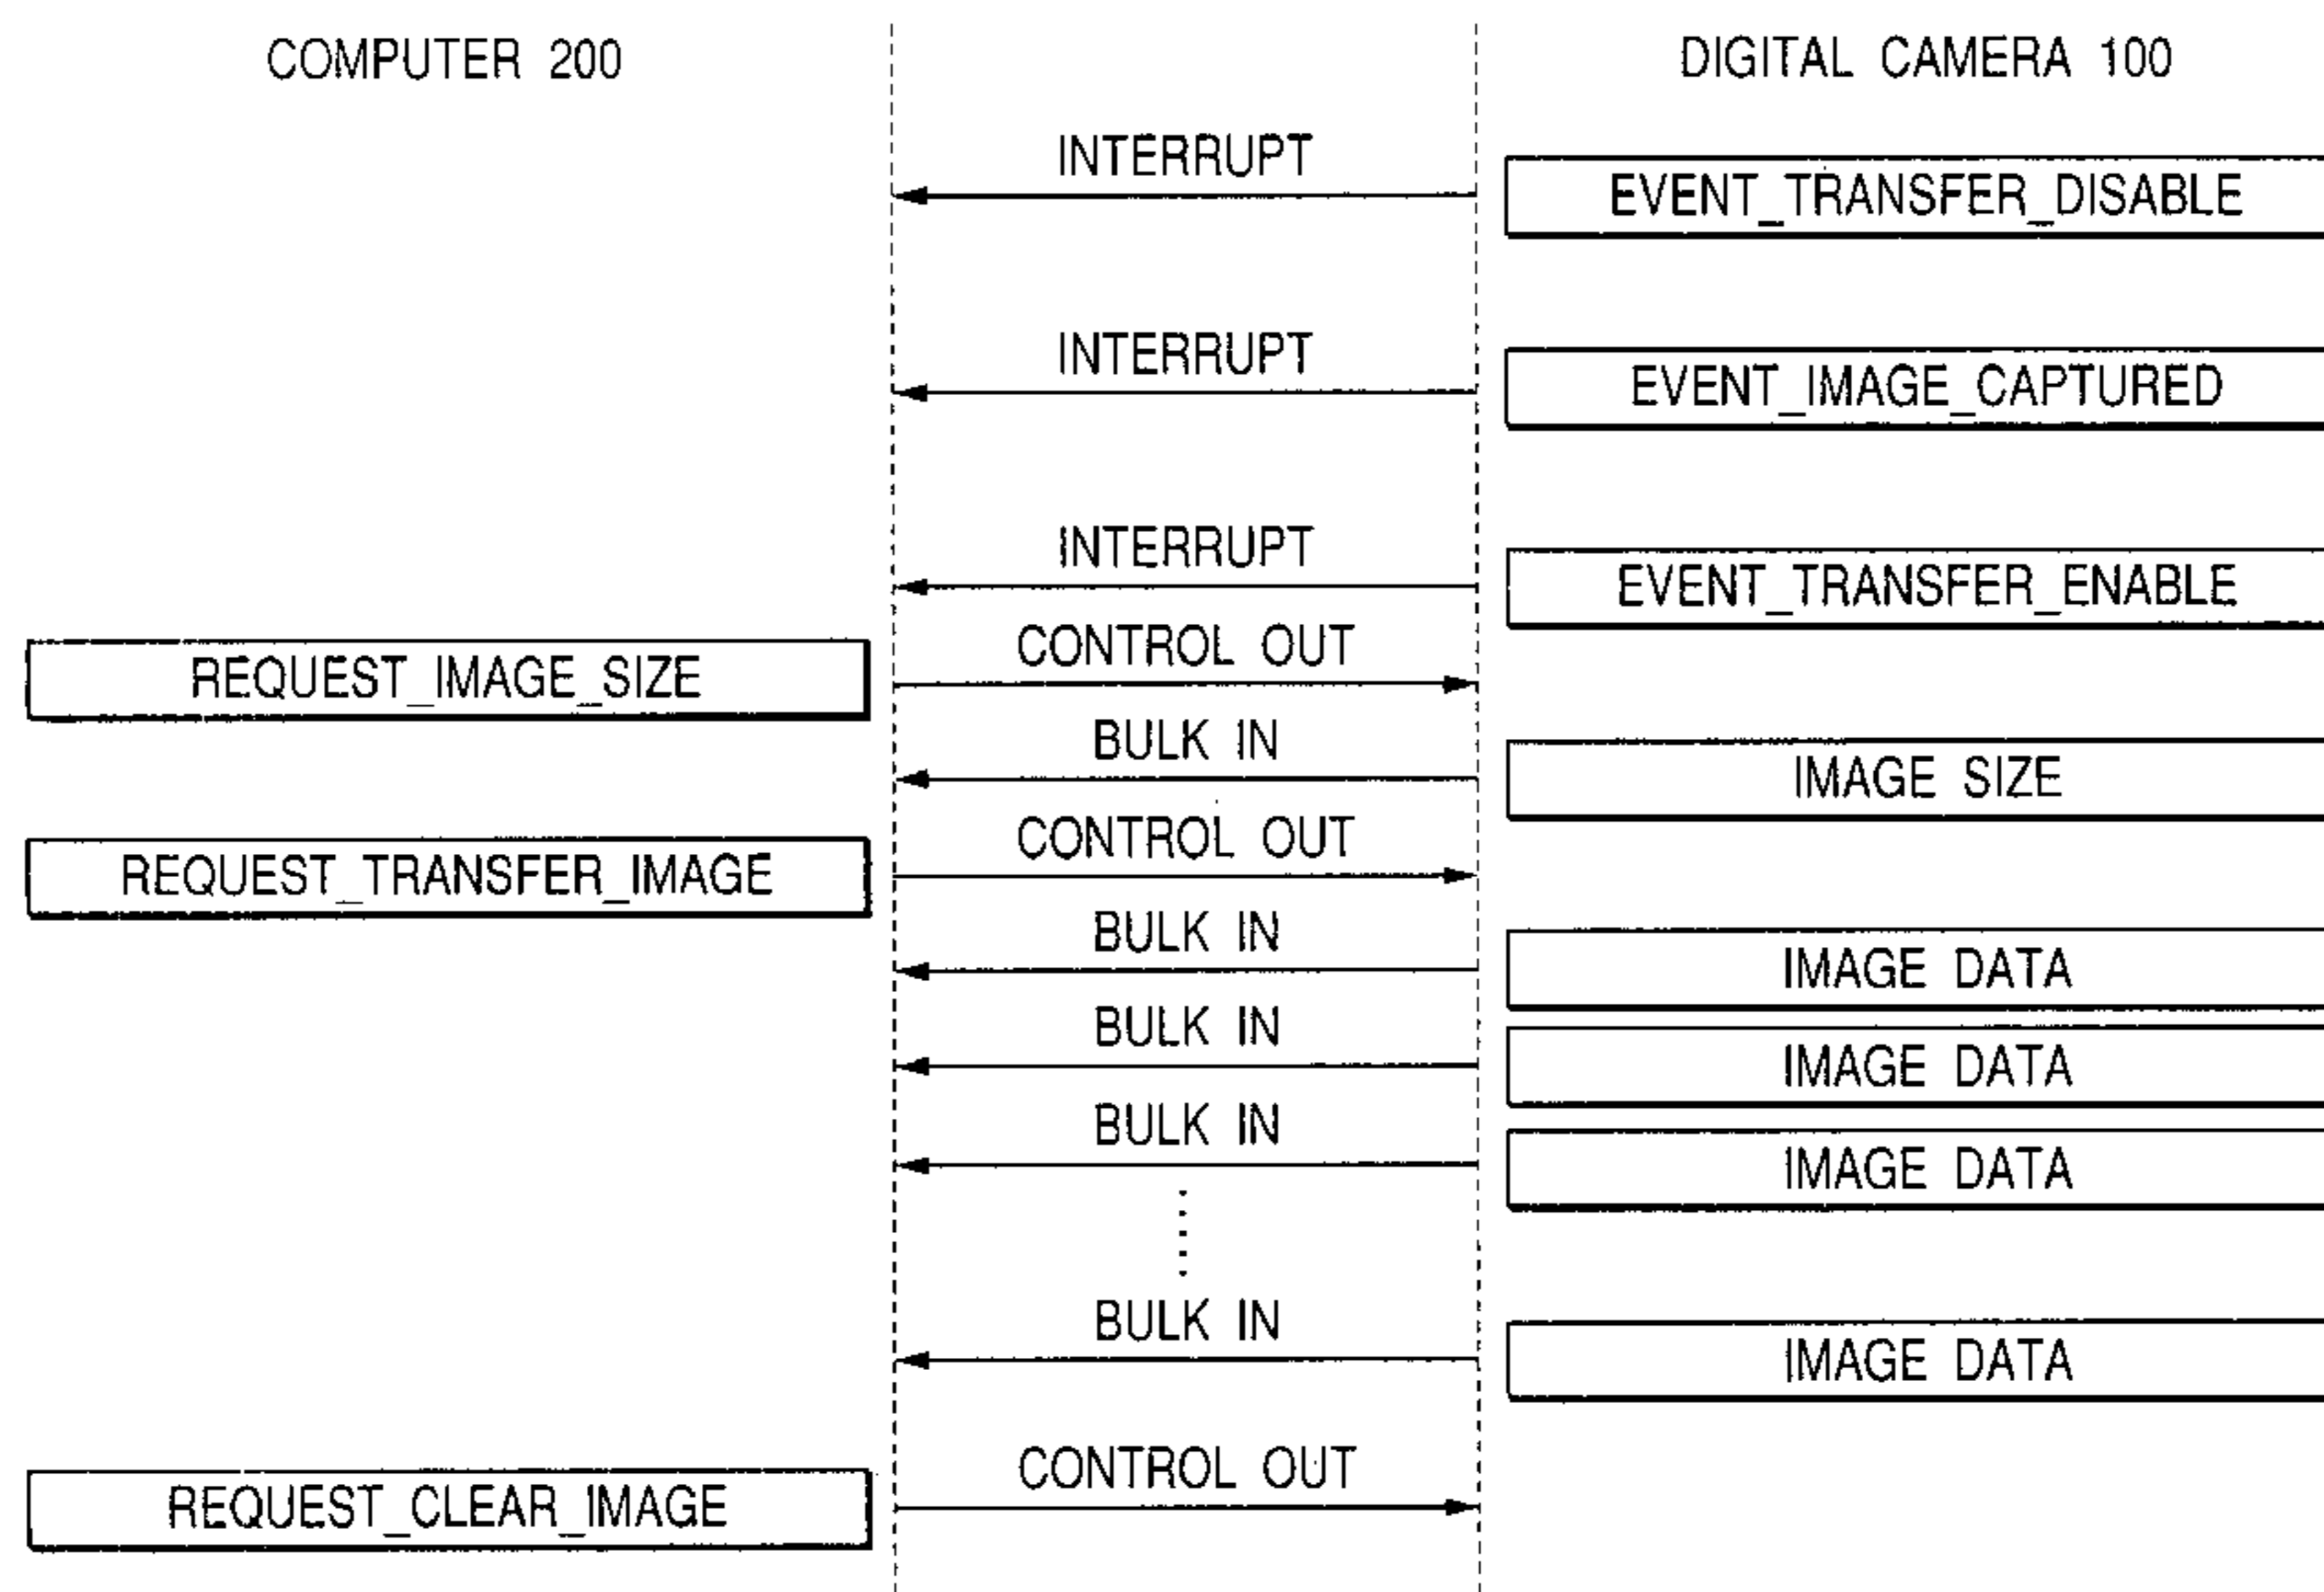 COMPUTER 200
DIGITAL CAMERA 100
INTERRUPT
EVENT_TRANSFER_DISABLE
INTERRUPT
EVENT_IMAGE_CAPTURED
INTERRUPT
EVENT_TRANSFER_ENABLE
REQUEST_IMAGE_SIZE
CONTROL OUT
BULK IN
IMAGE SIZE
REQUEST_TRANSFER_IMAGE
CONTROL OUT
BULK IN
IMAGE DATA
BULK IN
IMAGE DATA
BULK IN
IMAGE DATA
BULK IN
IMAGE DATA
REQUEST_CLEAR_IMAGE
CONTROL OUT